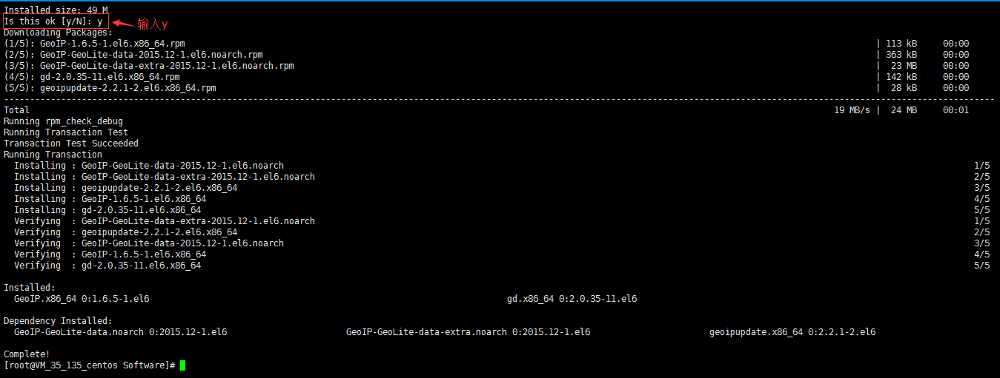 Installed size: 49 M
Is this ok [y/N]: y
输入y
Downloading Packages:
(1/5): GeoIP-1.6.5-1.el6.x86_64.rpm | 113 kB 00:00
(2/5): GeoIP-GeoLite-data-2015.12-1.el6.noarch.rpm | 363 kB 00:00
(3/5): GeoIP-GeoLite-data-extra-2015.12-1.el6.noarch.rpm | 23 MB 00:00
(4/5): gd-2.0.35-11.el6.x86_64.rpm | 142 kB 00:00
(5/5): geoipupdate-2.2.1-2.el6.x86_64.rpm | 28 kB 00:00
--------------------------------------------------------------------------------
Total 19 MB/s | 24 MB 00:01
Running rpm_check_debug
Running Transaction Test
Transaction Test Succeeded
Running Transaction
Installing : GeoIP-GeoLite-data-2015.12-1.el6.noarch 1/5
Installing : GeoIP-GeoLite-data-extra-2015.12-1.el6.noarch 2/5
Installing : geoipupdate-2.2.1-2.el6.x86_64 3/5
Installing : GeoIP-1.6.5-1.el6.x86_64 4/5
Installing : gd-2.0.35-11.el6.x86_64 5/5
Verifying : GeoIP-GeoLite-data-extra-2015.12-1.el6.noarch 1/5
Verifying : geoipupdate-2.2.1-2.el6.x86_64 2/5
Verifying : GeoIP-GeoLite-data-2015.12-1.el6.noarch 3/5
Verifying : GeoIP-1.6.5-1.el6.x86_64 4/5
Verifying : gd-2.0.35-11.el6.x86_64 5/5
Installed:
GeoIP.x86_64 0:1.6.5-1.el6 gd.x86_64 0:2.0.35-11.el6
Dependency Installed:
GeoIP-GeoLite-data.noarch 0:2015.12-1.el6 GeoIP-GeoLite-data-extra.noarch 0:2015.12-1.el6 geoipupdate.x86_64 0:2.2.1-2.el6
Complete!
[root@VM_35_135_centos Software]#